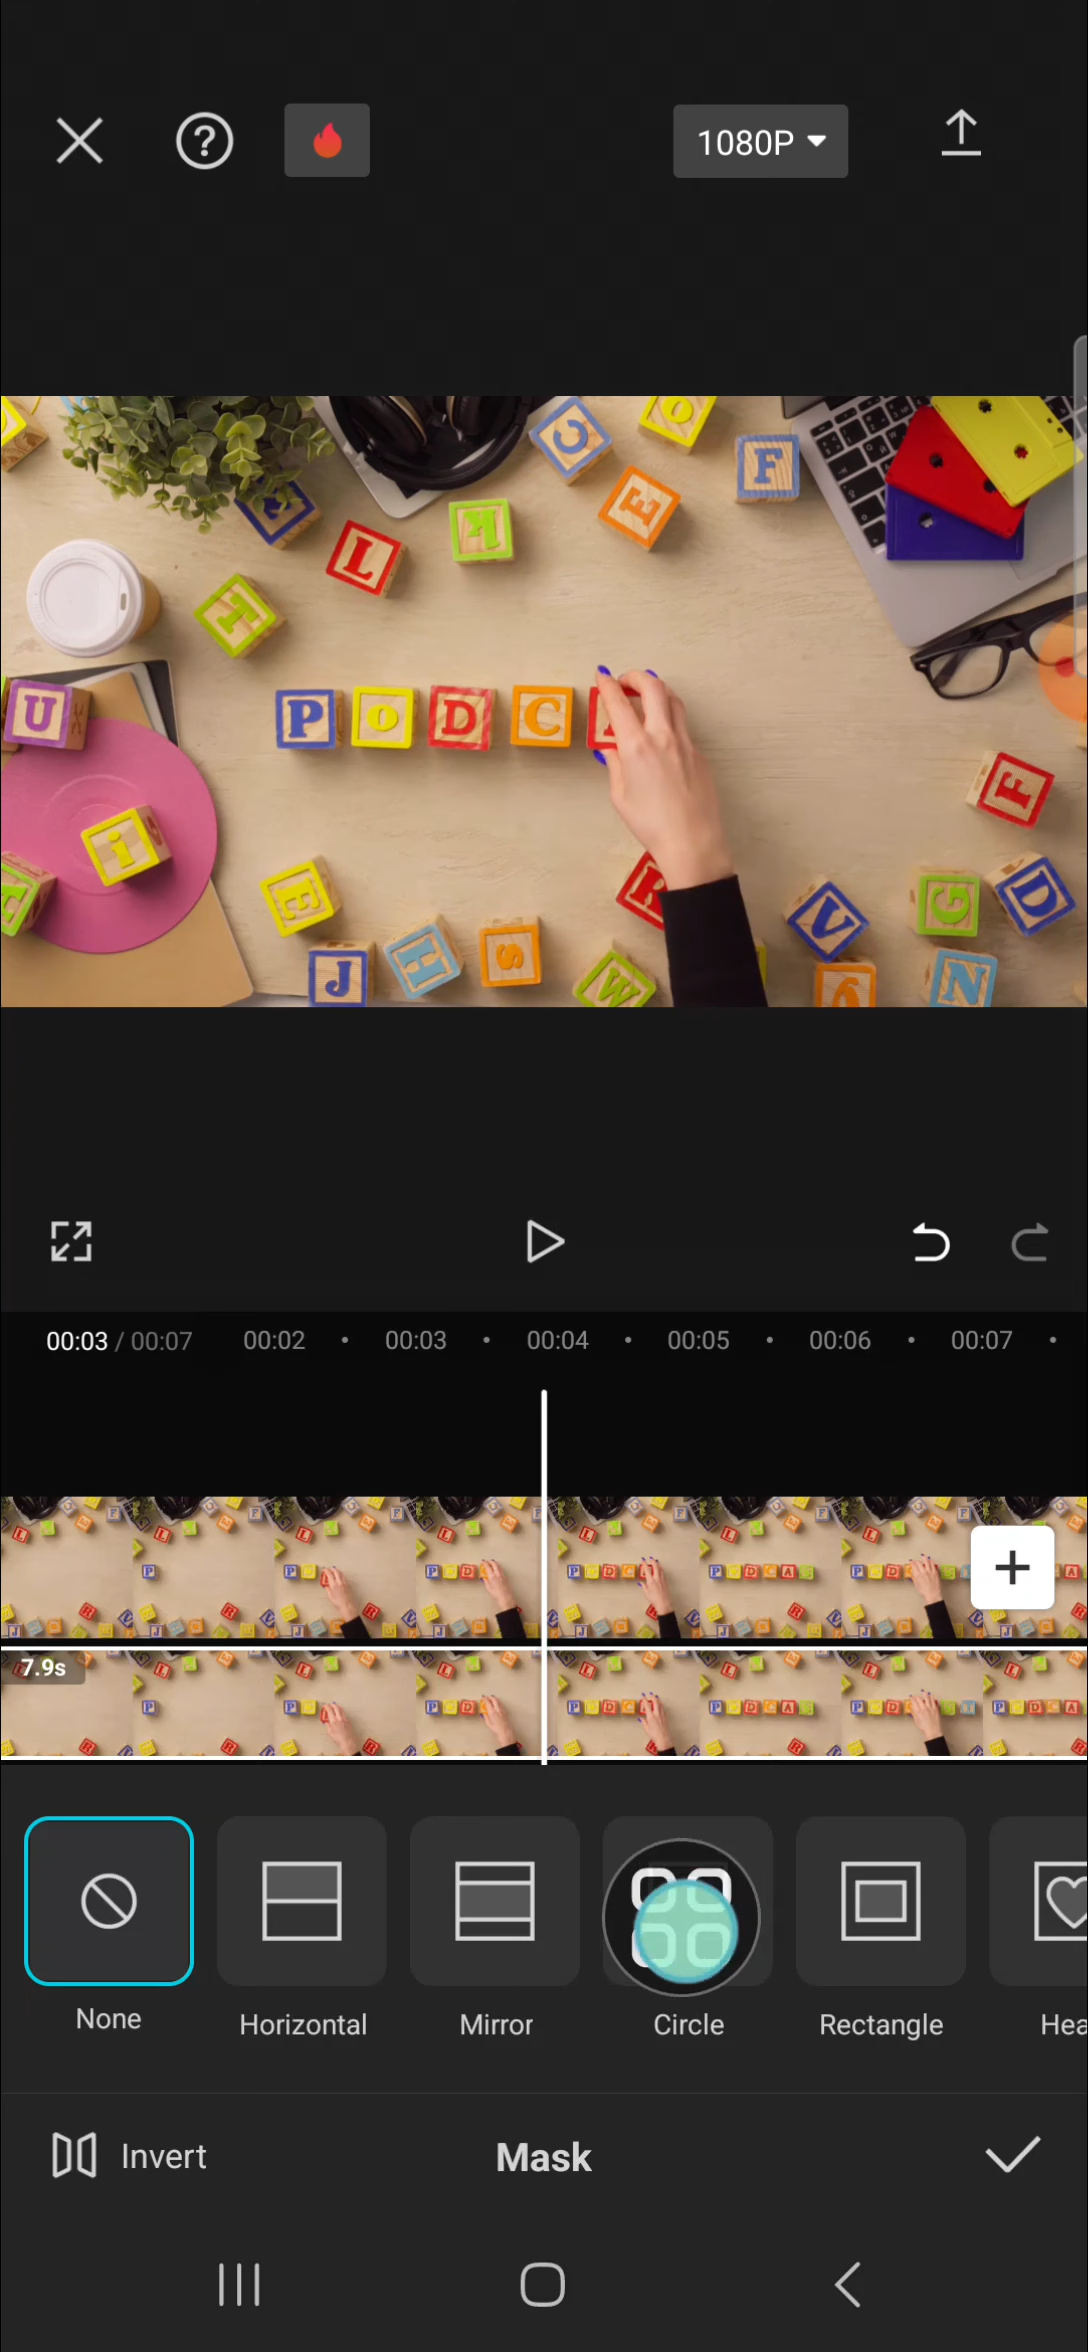 1080P
C O F
E
K
L
T
U
P O D C
F
i
E
R
V G D
J H S W N
00:03 / 00:07 00:02 00:03 00:04 00:05 00:06 00:07
7.9s
None Horizontal Mirror Circle Rectangle Hea
Invert Mask